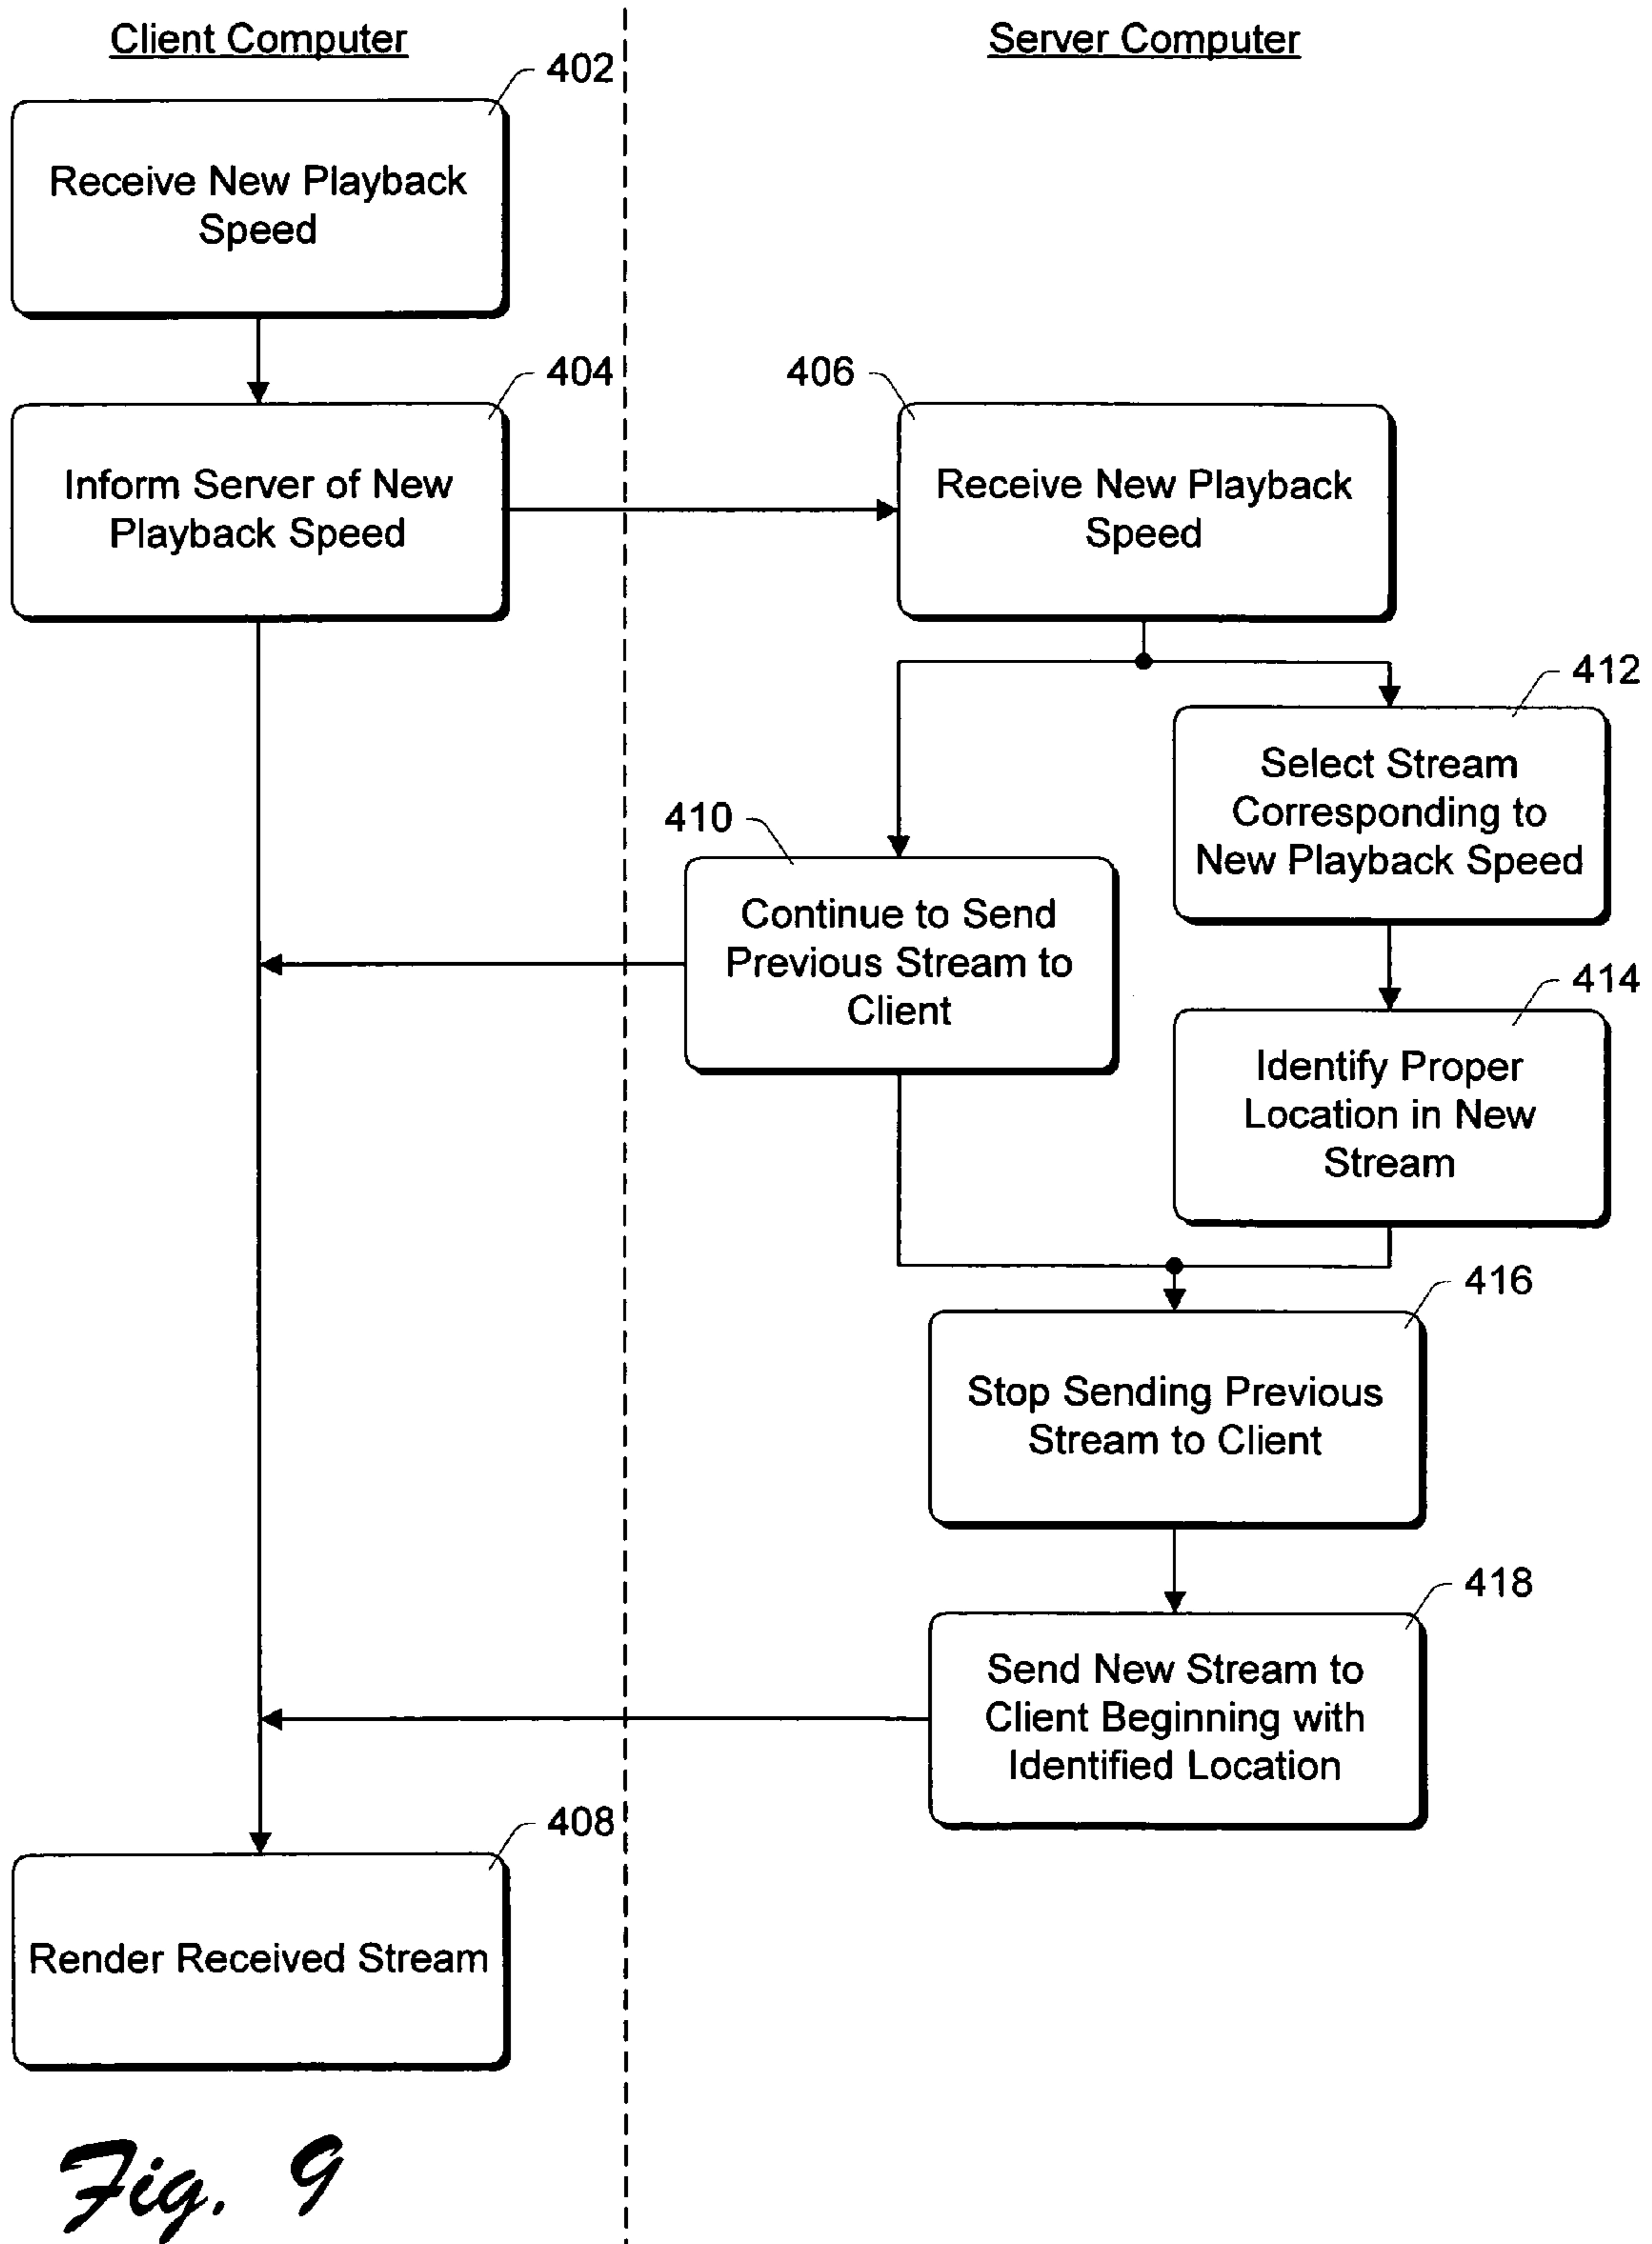 Client Computer
Server Computer
402
Receive New Playback
Speed
404
Inform Server of New
Playback Speed
406
Receive New Playback
Speed
412
Select Stream
Corresponding to
New Playback Speed
410
Continue to Send
Previous Stream to
Client
414
Identify Proper
Location in New
Stream
416
Stop Sending Previous
Stream to Client
418
Send New Stream to
Client Beginning with
Identified Location
408
Render Received Stream
Fig. 9